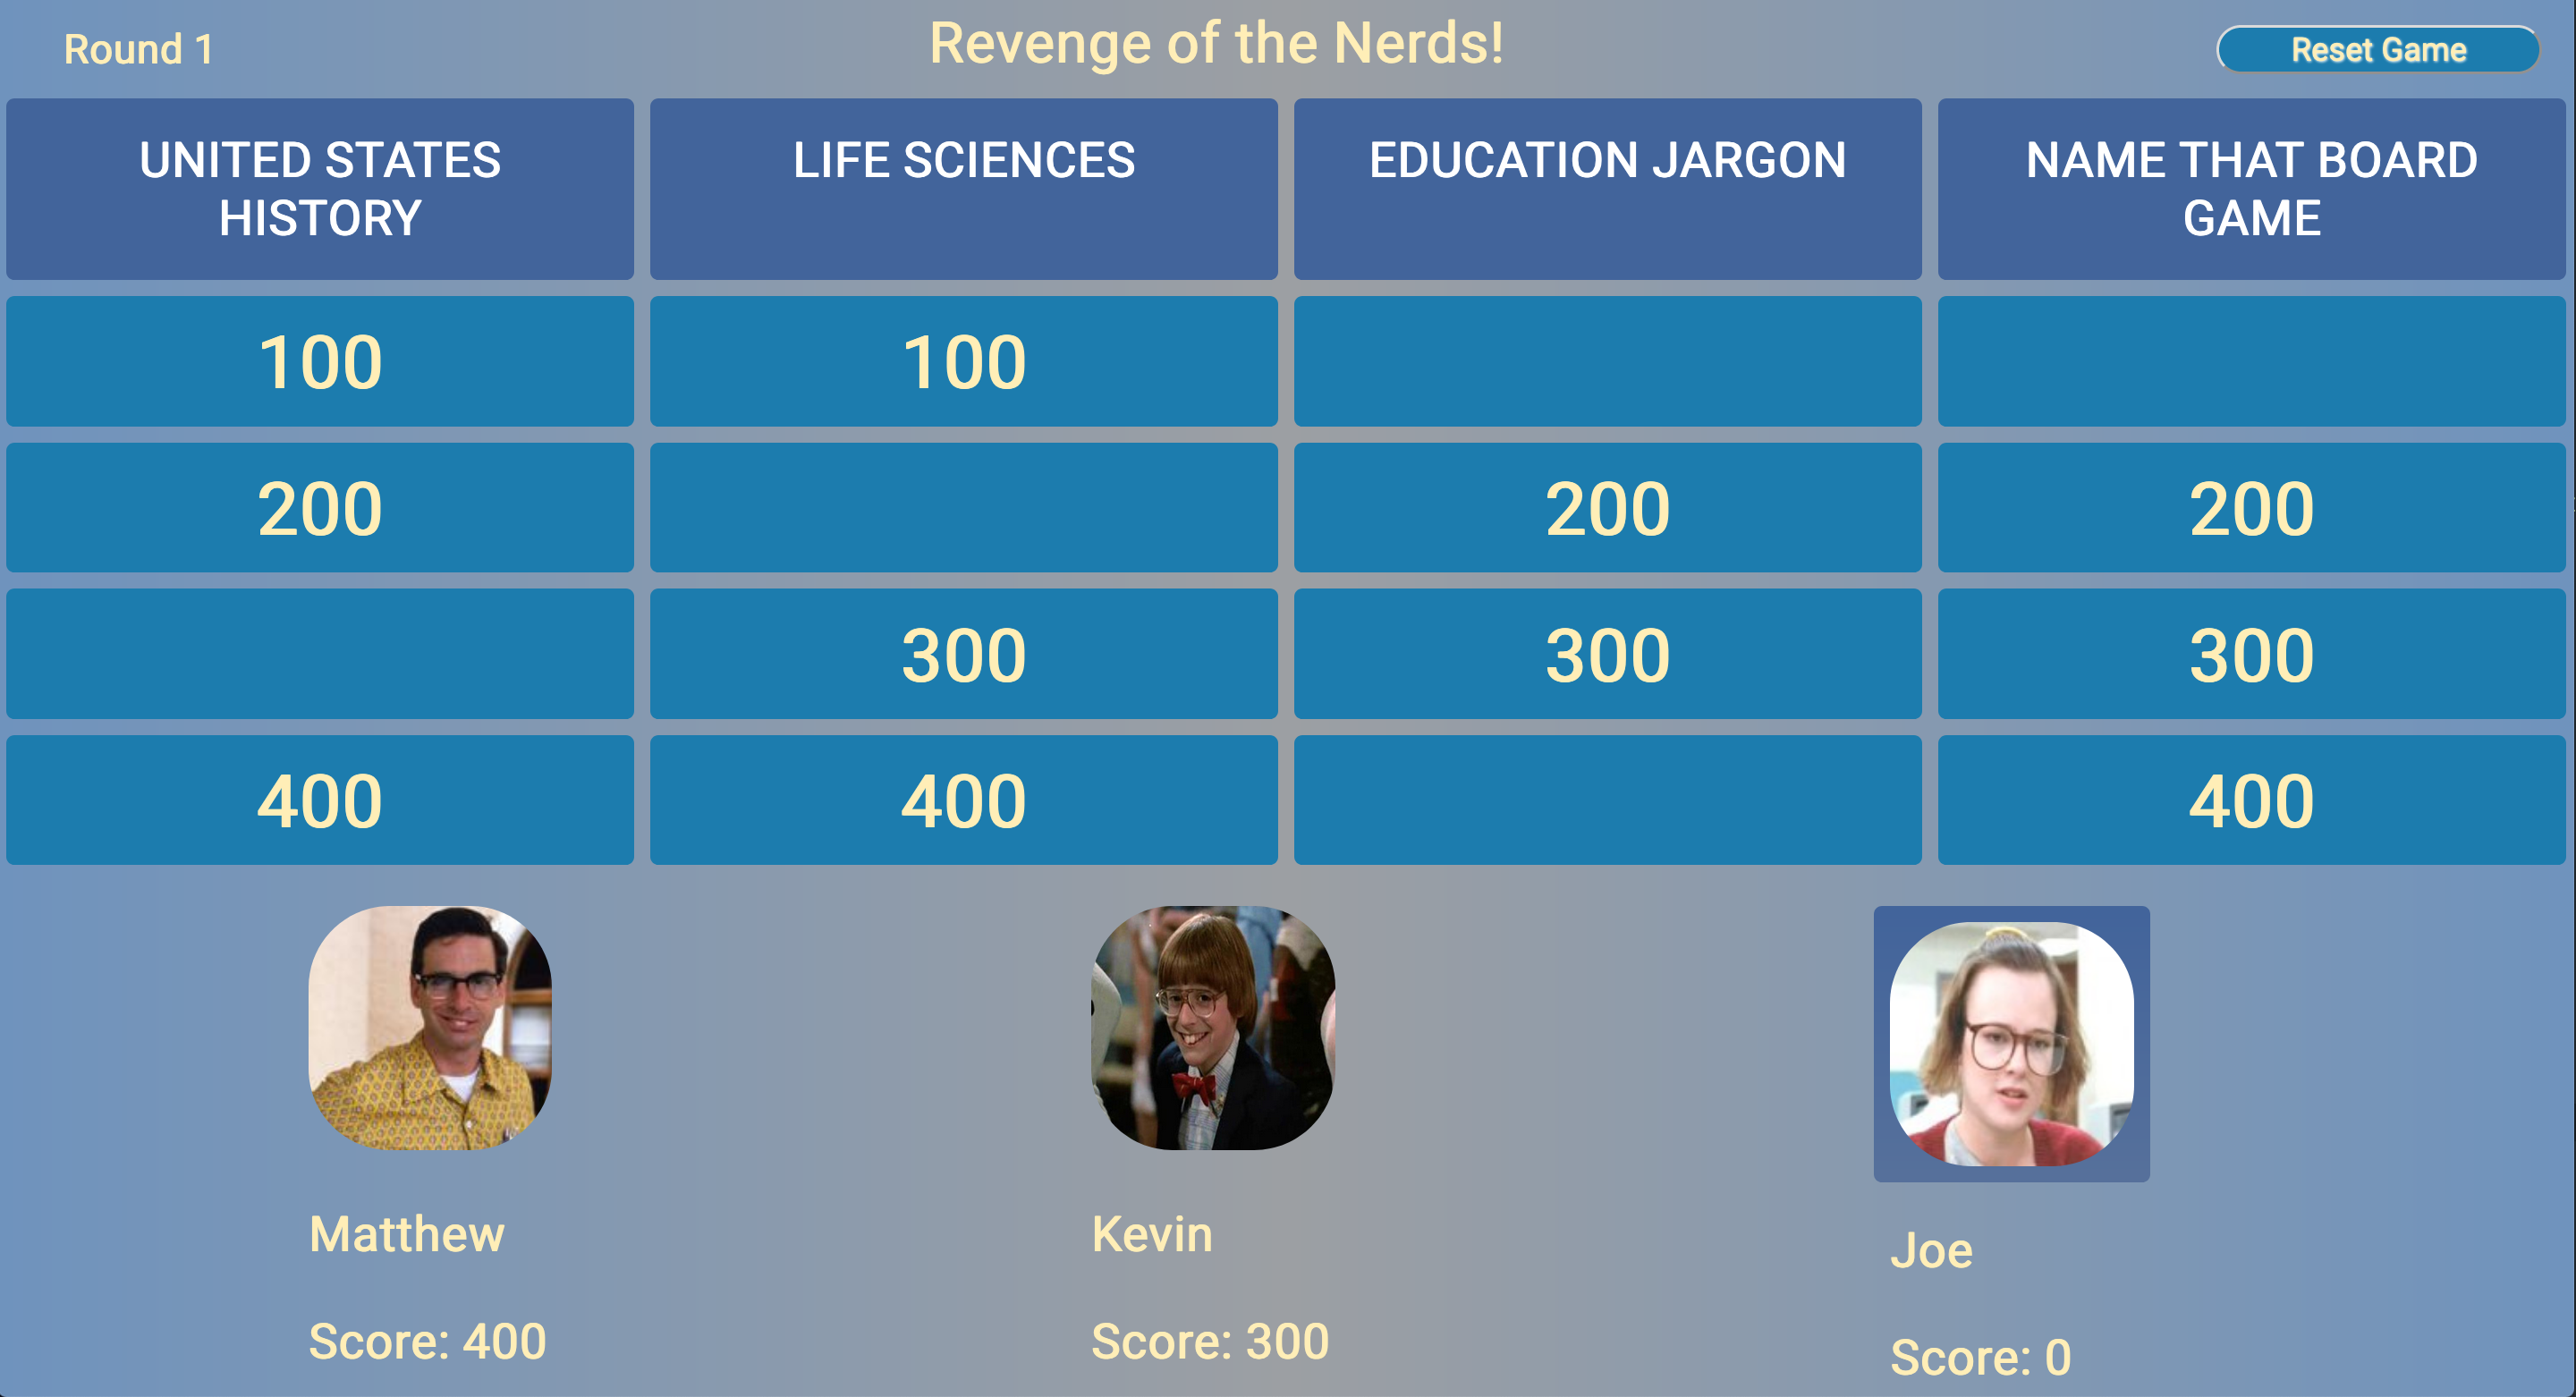 Round 1
Revenge of the Nerds!
Reset Game
UNITED STATES
HISTORY
LIFE SCIENCES
EDUCATION JARGON
NAME THAT BOARD
GAME
100
100
200
200
200
300
300
300
400
400
400
Matthew
Kevin
Joe
Score: 400
Score: 300
Score: 0